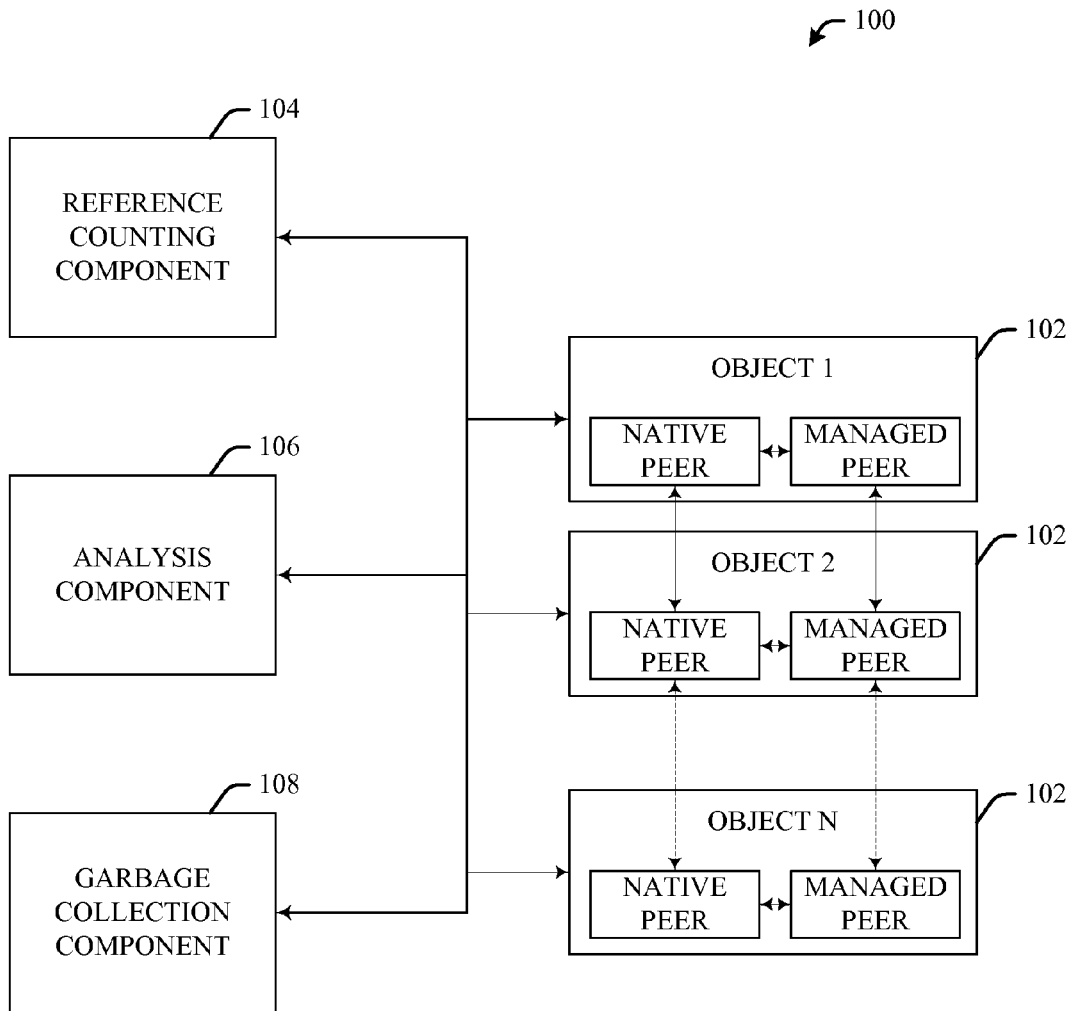 100
104
REFERENCE
COUNTING
COMPONENT
102
OBJECT 1
NATIVE
PEER
MANAGED
PEER
106
ANALYSIS
COMPONENT
102
OBJECT 2
NATIVE
PEER
MANAGED
PEER
108
GARBAGE
COLLECTION
COMPONENT
102
OBJECT N
NATIVE
PEER
MANAGED
PEER